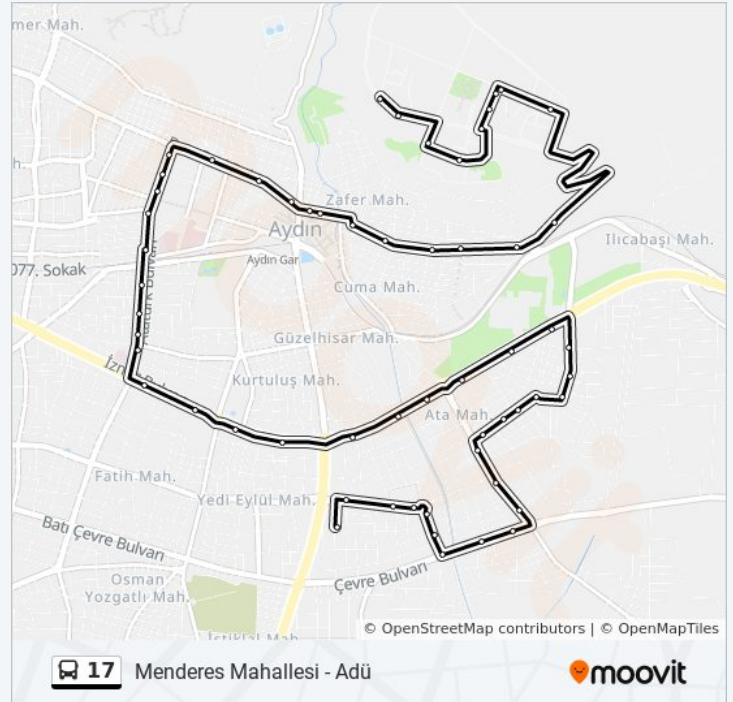 mer Mah.
h.
Zafer Mah.
Aydın
Ilıcabaşı Mah.
077. Sokak
Aydın Gar
Cuma Mah.
Atatürk Bulvarı
Güzelhisar Mah.
Kurtuluş Mah.
Ata Mah.
Fatih Mah.
Yedi Eylül Mah.
Batı Çevre Bulvarı
Osman
Yozgatlı Mah.
Çevre Bulvarı
İstiklal Mah.
© OpenStreetMap contributors | © OpenMapTiles
17 Menderes Mahallesi - Adü
moovit